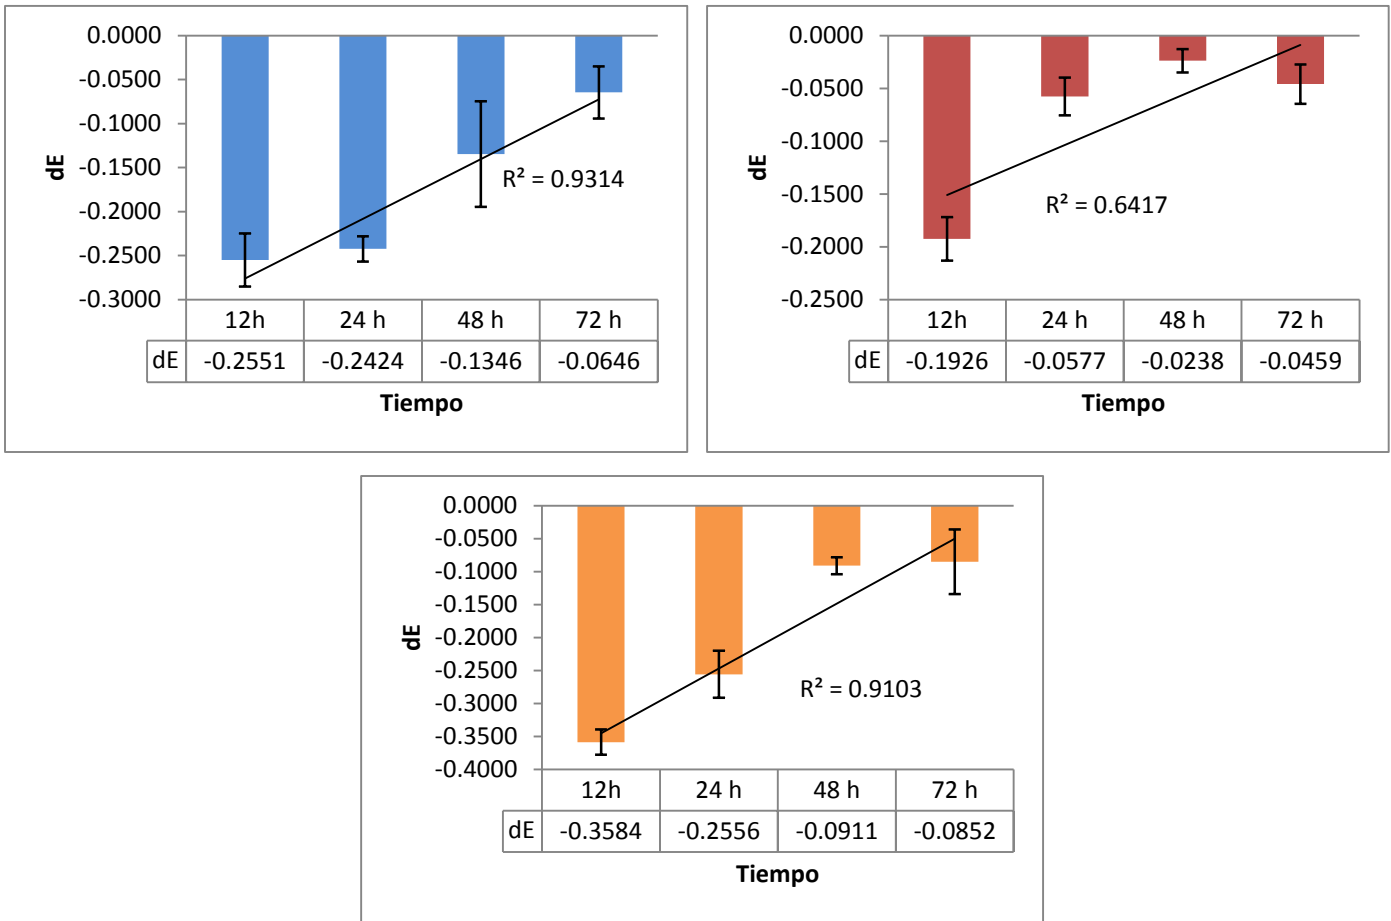 0.0000
-0.0500
-0.1000
-0.1500
-0.2000
-0.2500
-0.3000
dE
R² = 0.9314
12h 24 h 48 h 72 h
dE -0.2551 -0.2424 -0.1346 -0.0646
Tiempo
0.0000
-0.0500
-0.1000
-0.1500
-0.2000
-0.2500
dE
R² = 0.6417
12h 24 h 48 h 72 h
dE -0.1926 -0.0577 -0.0238 -0.0459
Tiempo
0.0000
-0.0500
-0.1000
-0.1500
-0.2000
-0.2500
-0.3000
-0.3500
-0.4000
dE
R² = 0.9103
12h 24 h 48 h 72 h
dE -0.3584 -0.2556 -0.0911 -0.0852
Tiempo